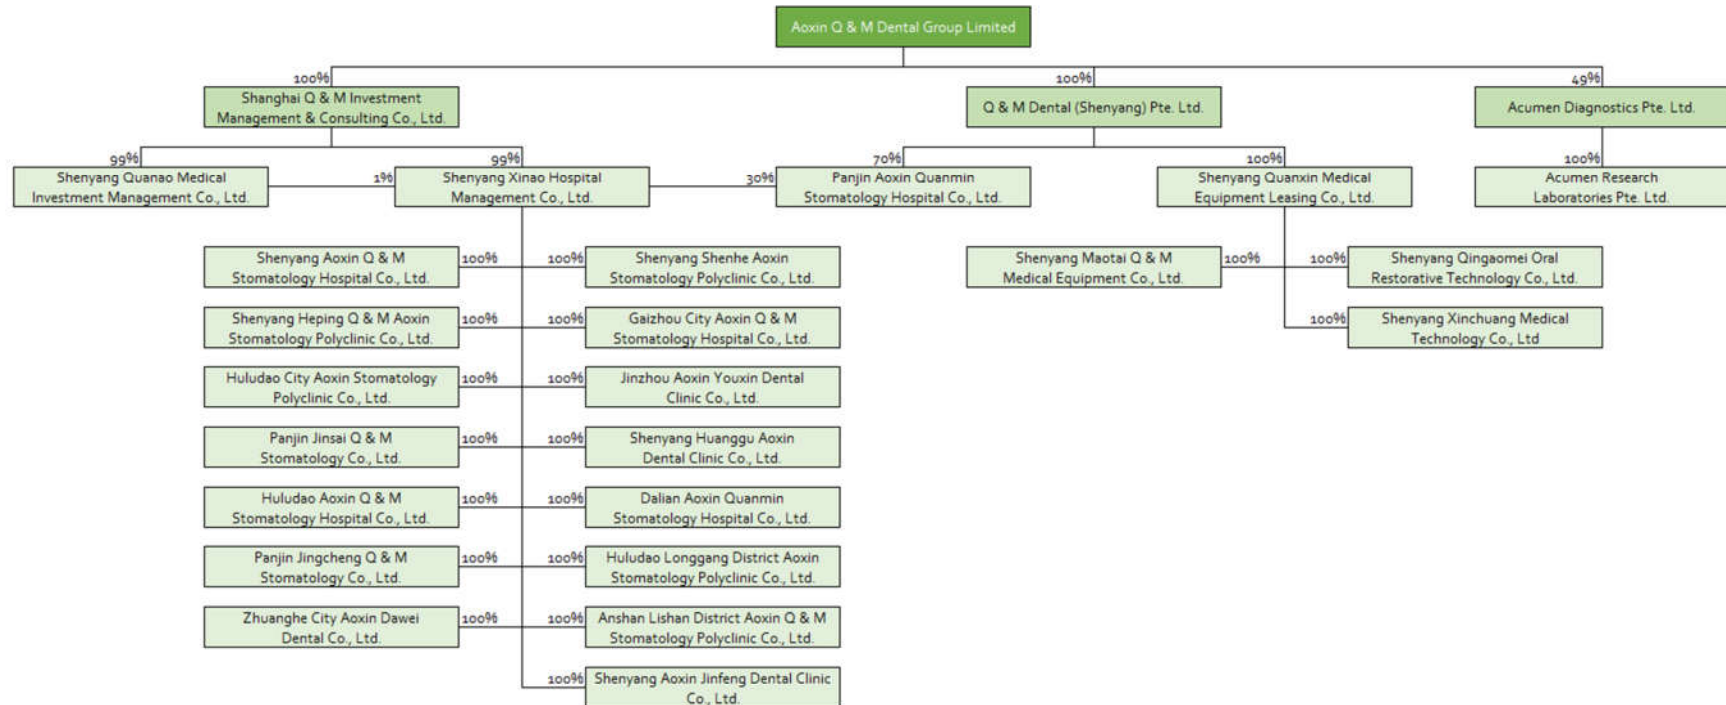 Aoxin Q & M Dental Group Limited
100%
100%
49%
Shanghai Q & M Investment
Management & Consulting Co., Ltd.
Q & M Dental (Shenyang) Pte. Ltd.
Acumen Diagnostics Pte. Ltd.
99%
99%
70%
100%
100%
Shenyang Quanao Medical
Investment Management Co., Ltd.
1%
Shenyang Xinao Hospital
Management Co., Ltd.
30%
Panjin Aoxin Quanmin
Stomatology Hospital Co., Ltd.
Shenyang Quanxin Medical
Equipment Leasing Co., Ltd.
Acumen Research
Laboratories Pte. Ltd.
Shenyang Aoxin Q & M
Stomatology Hospital Co., Ltd.
100%
100%
Shenyang Shenhe Aoxin
Stomatology Polyclinic Co., Ltd.
Shenyang Maotai Q & M
Medical Equipment Co., Ltd.
100%
100%
Shenyang Qingaomei Oral
Restorative Technology Co., Ltd.
Shenyang Heping Q & M Aoxin
Stomatology Polyclinic Co., Ltd.
100%
100%
Gaizhou City Aoxin Q & M
Stomatology Hospital Co., Ltd.
100%
Shenyang Xinchuang Medical
Technology Co., Ltd
Huludao City Aoxin Stomatology
Polyclinic Co., Ltd.
100%
100%
Jinzhou Aoxin Youxin Dental
Clinic Co., Ltd.
Panjin Jinsai Q & M
Stomatology Co., Ltd.
100%
100%
Shenyang Huanggu Aoxin
Dental Clinic Co., Ltd.
Huludao Aoxin Q & M
Stomatology Hospital Co., Ltd.
100%
100%
Dalian Aoxin Quanmin
Stomatology Hospital Co., Ltd.
Panjin Jingcheng Q & M
Stomatology Co., Ltd.
100%
100%
Huludao Longgang District Aoxin
Stomatology Polyclinic Co., Ltd.
Zhuanghe City Aoxin Dawei
Dental Co., Ltd.
100%
100%
Anshan Lishan District Aoxin Q & M
Stomatology Polyclinic Co., Ltd.
100%
Shenyang Aoxin Jinfeng Dental Clinic
Co., Ltd.